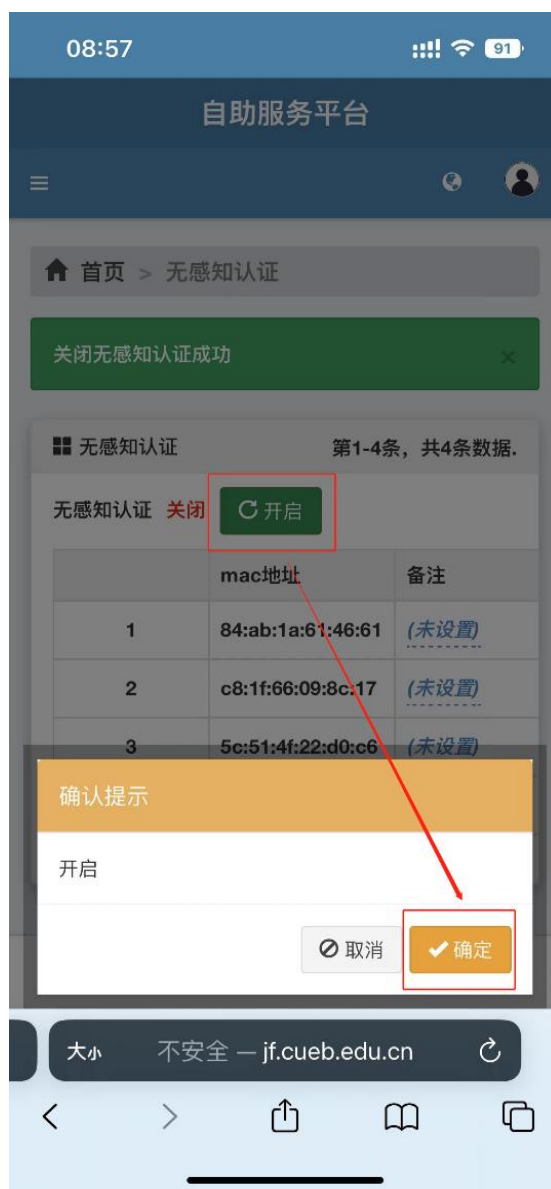 08:57 91
自助服务平台
首页 > 无感知认证
关闭无感知认证成功 ×
无感知认证 第1-4条，共4条数据.
无感知认证 关闭 开启
mac地址 备注
1 84:ab:1a:61:46:61 (未设置)
2 c8:1f:66:09:8c:17 (未设置)
3 5c:51:4f:22:d0:c6 (未设置)
确认提示
开启
取消 确定
大小 不安全 — jf.cueb.edu.cn